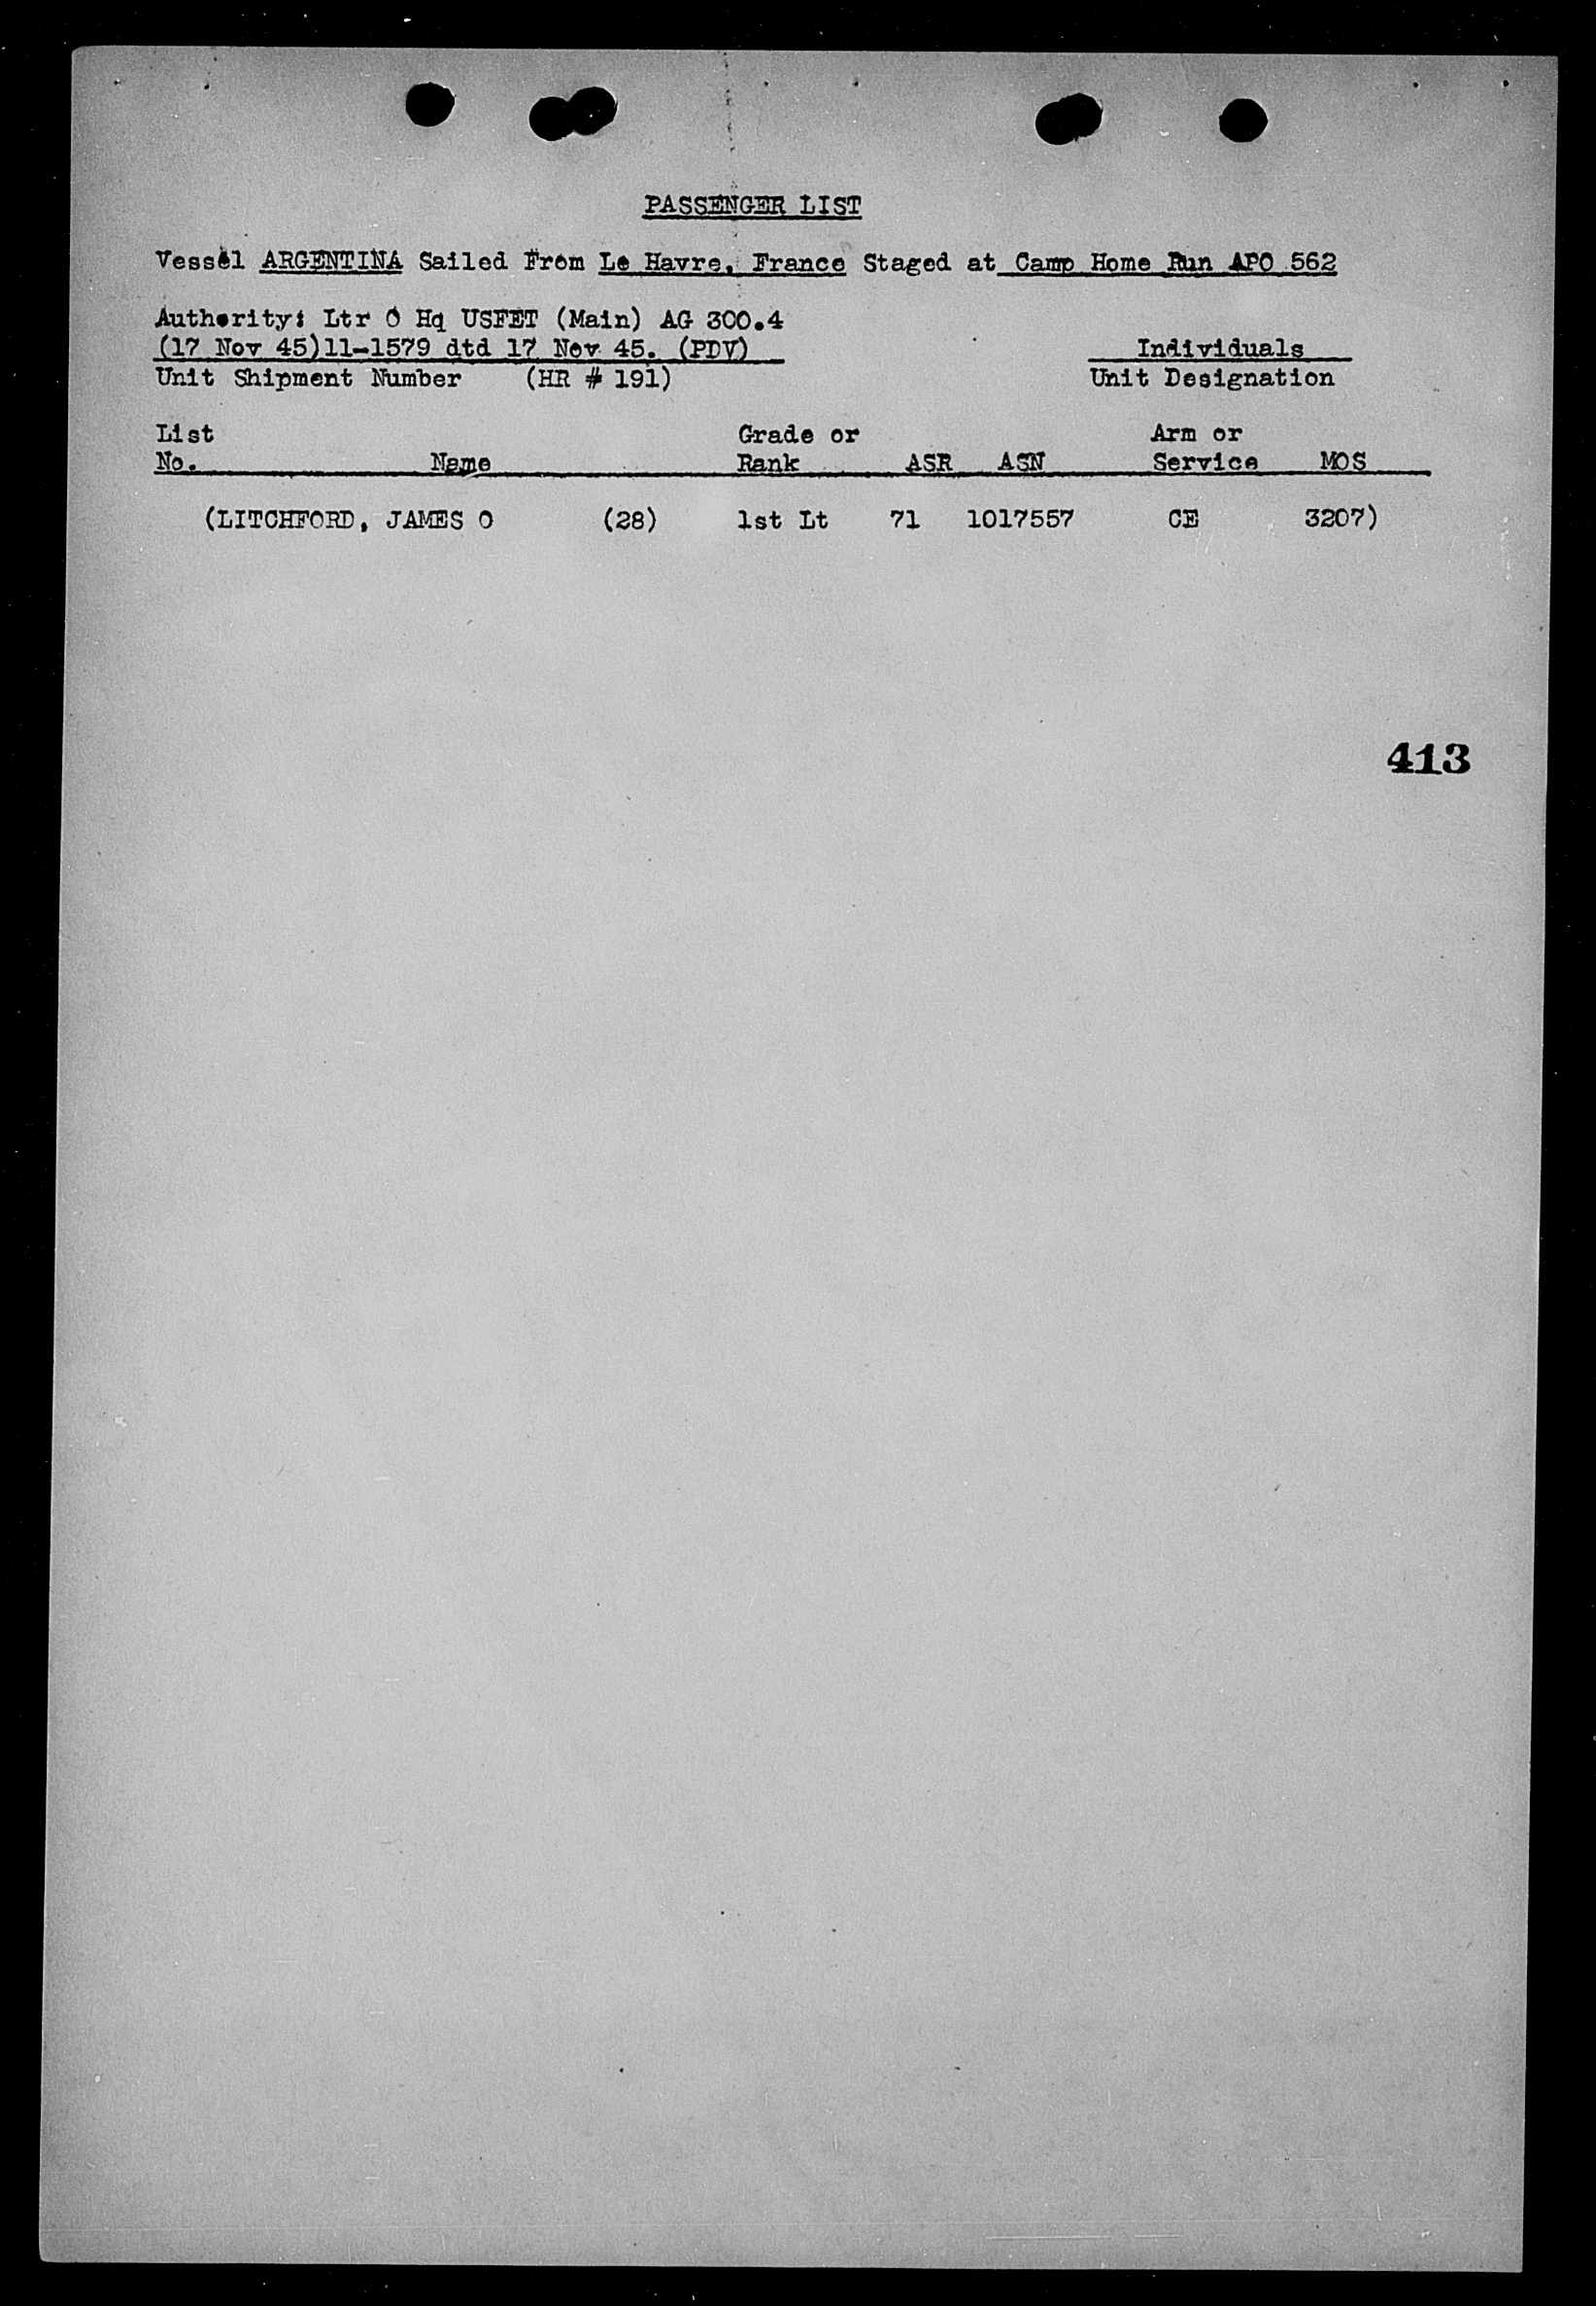 PASSENGER LIST
Vessel ARGENTINA Sailed From Le Havre, France Staged at Camp Home Run APO 562
Authority: Ltr O Hq USFET (Main) AG 300.4
(17 Nov 45)11-1579 dtd 17 Nov 45. (PDV) Individuals
Unit Shipment Number (HR # 191) Unit Designation
List Grade or Arm or
No. Name Rank ASR ASN Service MOS
(LITCHFORD, JAMES O (28) 1st Lt 71 1017557 CE 3207)
413